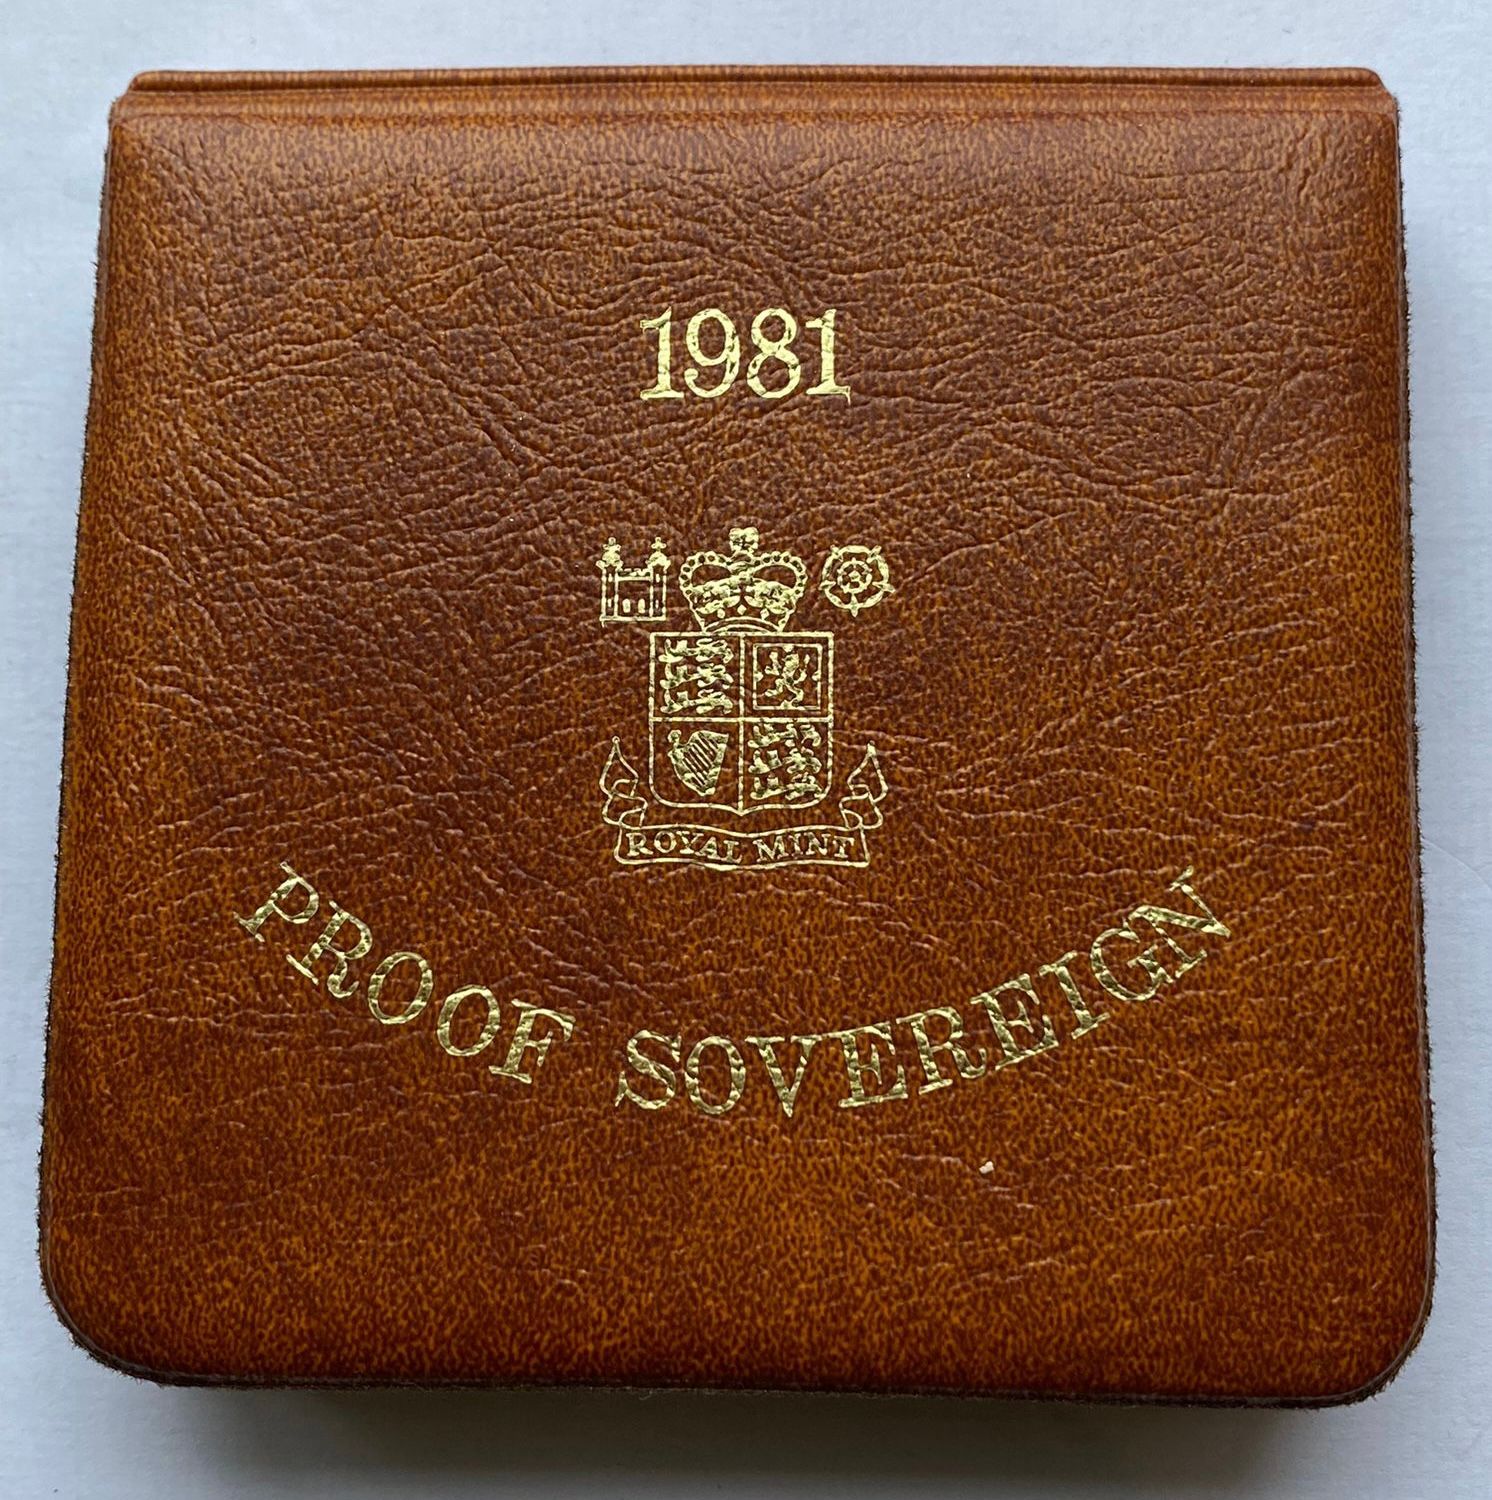 1981
ROYAL MINT
PROOF SOVEREIGN